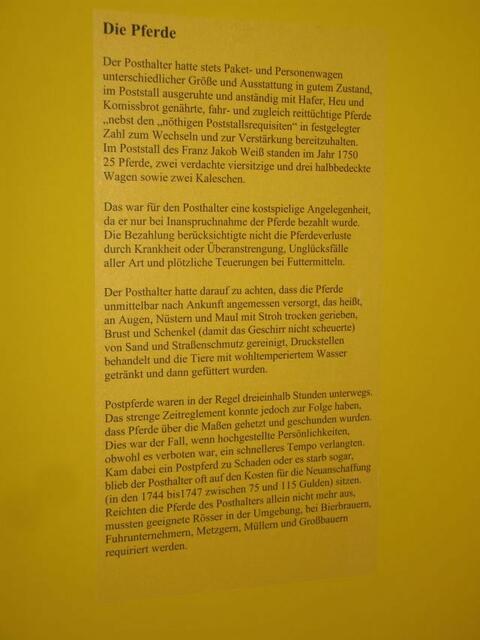 Die Pferde
Der Posthalter hatte stets Paket- und Personenwagen
unterschiedlicher Größe und Ausstattung in gutem Zustand,
im Poststall ausgeruhte und anständig mit Hafer, Heu und
Komissbrot genährte, fahr- und zugleich reittüchtige Pferde
„nebst den „nöthigen Poststallsrequisiten“ in festgelegter
Zahl zum Wechseln und zur Verstärkung bereitzuhalten.
Im Poststall des Franz Jakob Weiß standen im Jahr 1750
25 Pferde, zwei verdachte viersitzige und drei halbbedeckte
Wagen sowie zwei Kaleschen.
Das war für den Posthalter eine kostspielige Angelegenheit,
da er nur bei Inanspruchnahme der Pferde bezahlt wurde.
Die Bezahlung berücksichtigte nicht die Pferdeverluste
durch Krankheit oder Überanstrengung, Unglücksfälle
aller Art und plötzliche Teuerungen bei Futtermitteln.
Der Posthalter hatte darauf zu achten, dass die Pferde
unmittelbar nach Ankunft angemessen versorgt, das heißt,
an Augen, Nüstern und Maul mit Stroh trocken gerieben,
Brust und Schenkel (damit das Geschirr nicht scheuerte)
von Sand und Straßenschmutz gereinigt, Druckstellen
behandelt und die Tiere mit wohltemperiertem Wasser
getränkt und dann gefüttert wurden.
Postpferde waren in der Regel dreieinhalb Stunden unterwegs.
Das strenge Zeitreglement konnte jedoch zur Folge haben,
dass Pferde über die Maßen gehetzt und geschunden wurden.
Dies war der Fall, wenn hochgestellte Persönlichkeiten,
obwohl es verboten war, ein schnelleres Tempo verlangten.
Kam dabei ein Postpferd zu Schaden oder es starb sogar,
blieb der Posthalter oft auf den Kosten für die Neuanschaffung
(in den 1744 bis1747 zwischen 75 und 115 Gulden) sitzen.
Reichten die Pferde des Posthalters allein nicht mehr aus,
mussten geeignete Rösser in der Umgebung, bei Bierbrauern,
Fuhrunternehmern, Metzgern, Müllern und Großbauern
requiriert werden.